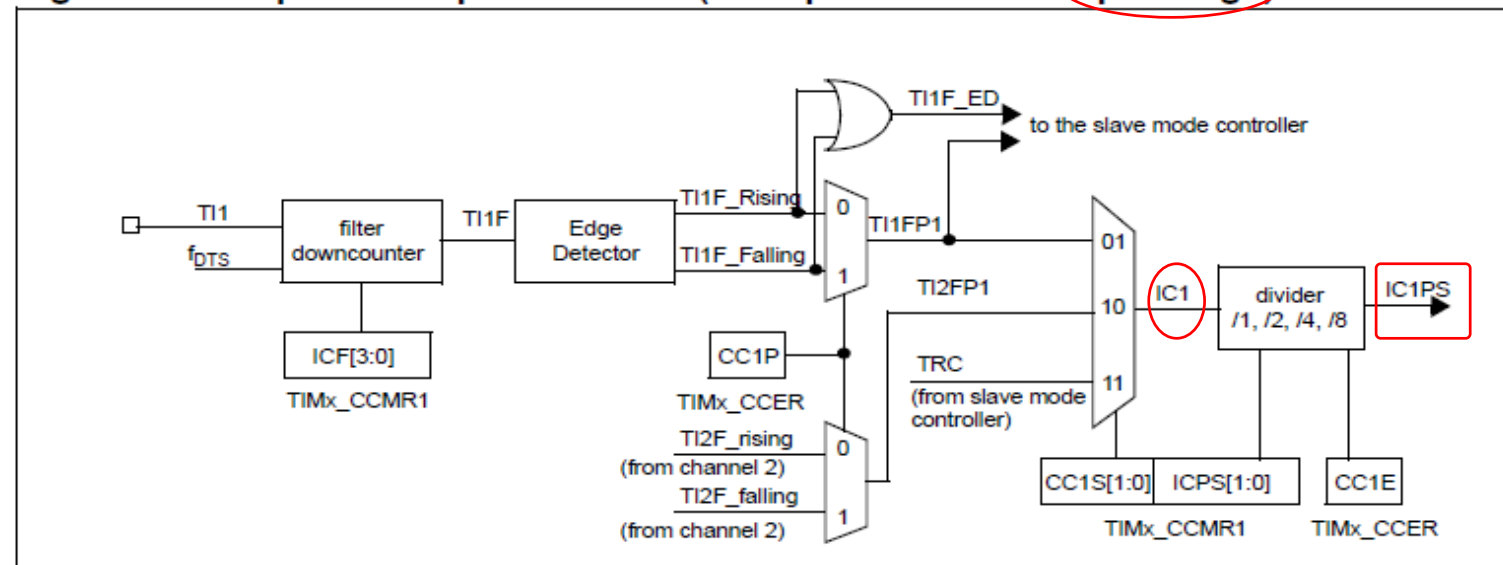 TI1F_ED
to the slave mode controller
TI1
f_DTS
filter
downcounter
TI1F
Edge
Detector
TI1F_Rising
TI1F_Falling
0
1
TI1FP1
01
TI2FP1
10
IC1
divider
/1, /2, /4, /8
IC1PS
ICF[3:0]
TIMx_CCMR1
CC1P
TIMx_CCER
TRC
(from slave mode
controller)
11
TI2F_rising
(from channel 2)
TI2F_falling
(from channel 2)
0
1
CC1S[1:0]
ICPS[1:0]
CC1E
TIMx_CCMR1
TIMx_CCER